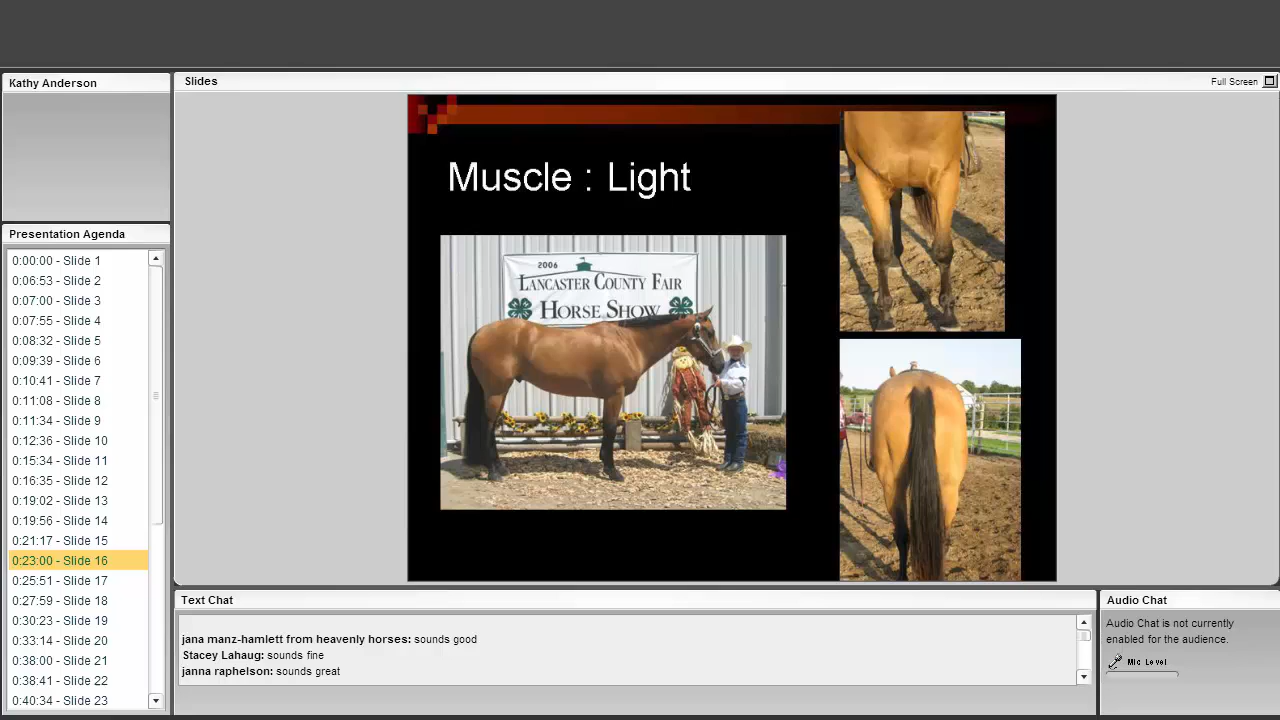 Kathy Anderson
Slides
Full Screen
Muscle : Light
2006
LANCASTER COUNTY FAIR
HORSE SHOW
Presentation Agenda
0:00:00 - Slide 1
0:06:53 - Slide 2
0:07:00 - Slide 3
0:07:55 - Slide 4
0:08:32 - Slide 5
0:09:39 - Slide 6
0:10:41 - Slide 7
0:11:08 - Slide 8
0:11:34 - Slide 9
0:12:36 - Slide 10
0:15:34 - Slide 11
0:16:35 - Slide 12
0:19:02 - Slide 13
0:19:56 - Slide 14
0:21:17 - Slide 15
0:23:00 - Slide 16
0:25:51 - Slide 17
0:27:59 - Slide 18
0:30:23 - Slide 19
0:33:14 - Slide 20
0:38:00 - Slide 21
0:38:41 - Slide 22
0:40:34 - Slide 23
Text Chat
jana manz-hamlett from heavenly horses: sounds good
Stacey Lahaug: sounds fine
janna raphelson: sounds great
Audio Chat
Audio Chat is not currently
enabled for the audience.
Mic Level